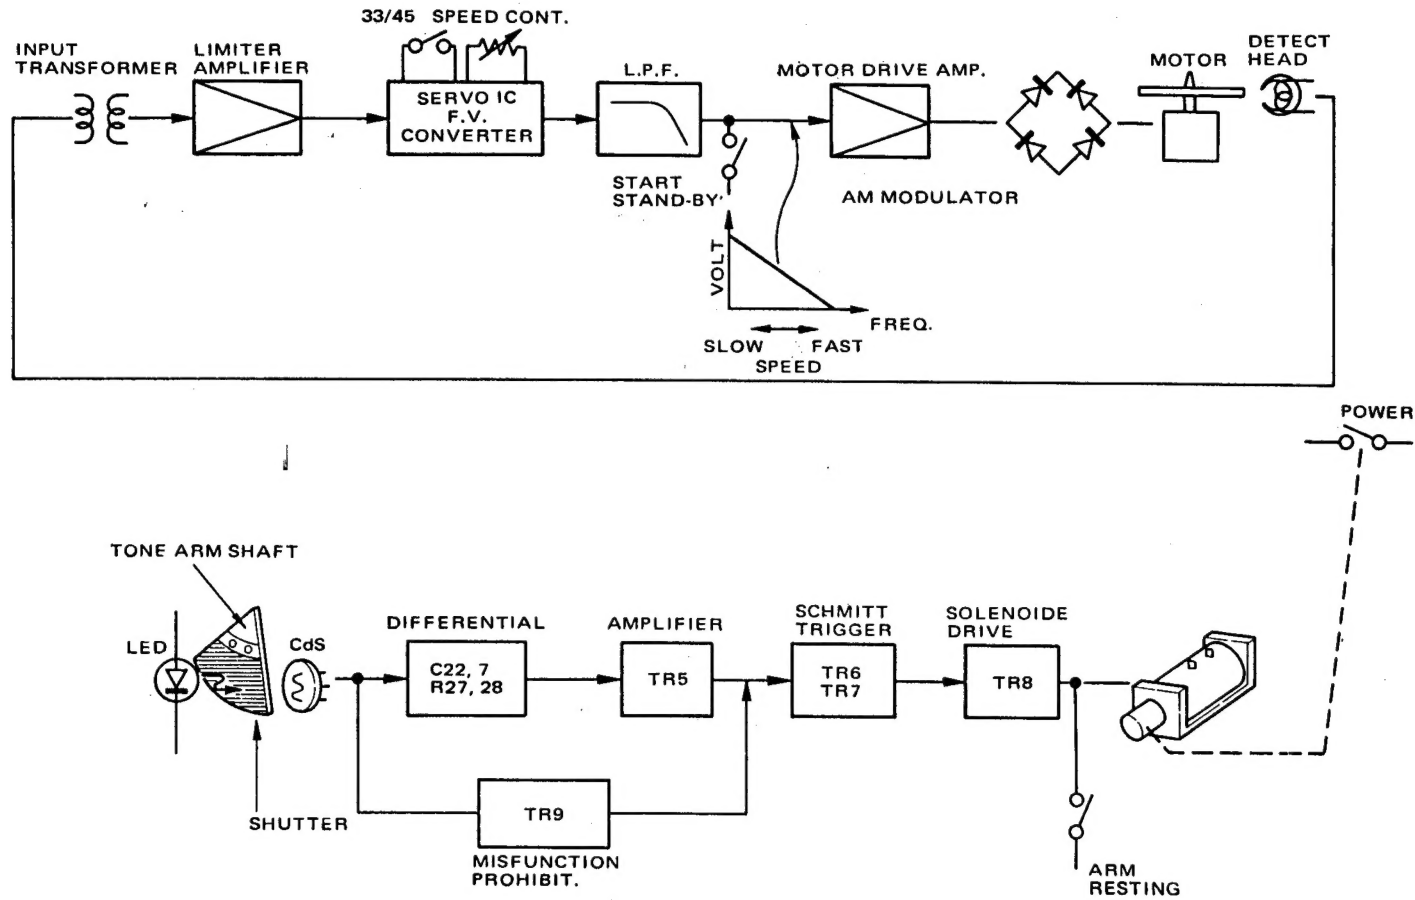 33/45 SPEED CONT.
INPUT
TRANSFORMER
LIMITER
AMPLIFIER
SERVO IC
F.V.
CONVERTER
L.P.F.
MOTOR DRIVE AMP.
MOTOR
DETECT
HEAD
START
STAND-BY
AM MODULATOR
VOLT
FREQ.
SLOW
FAST
SPEED
POWER
TONE ARM SHAFT
LED
CdS
SHUTTER
DIFFERENTIAL
C22, 7
R27, 28
AMPLIFIER
TR5
SCHMITT
TRIGGER
TR6
TR7
SOLENOIDE
DRIVE
TR8
TR9
MISFUNCTION
PROHIBIT.
ARM
RESTING